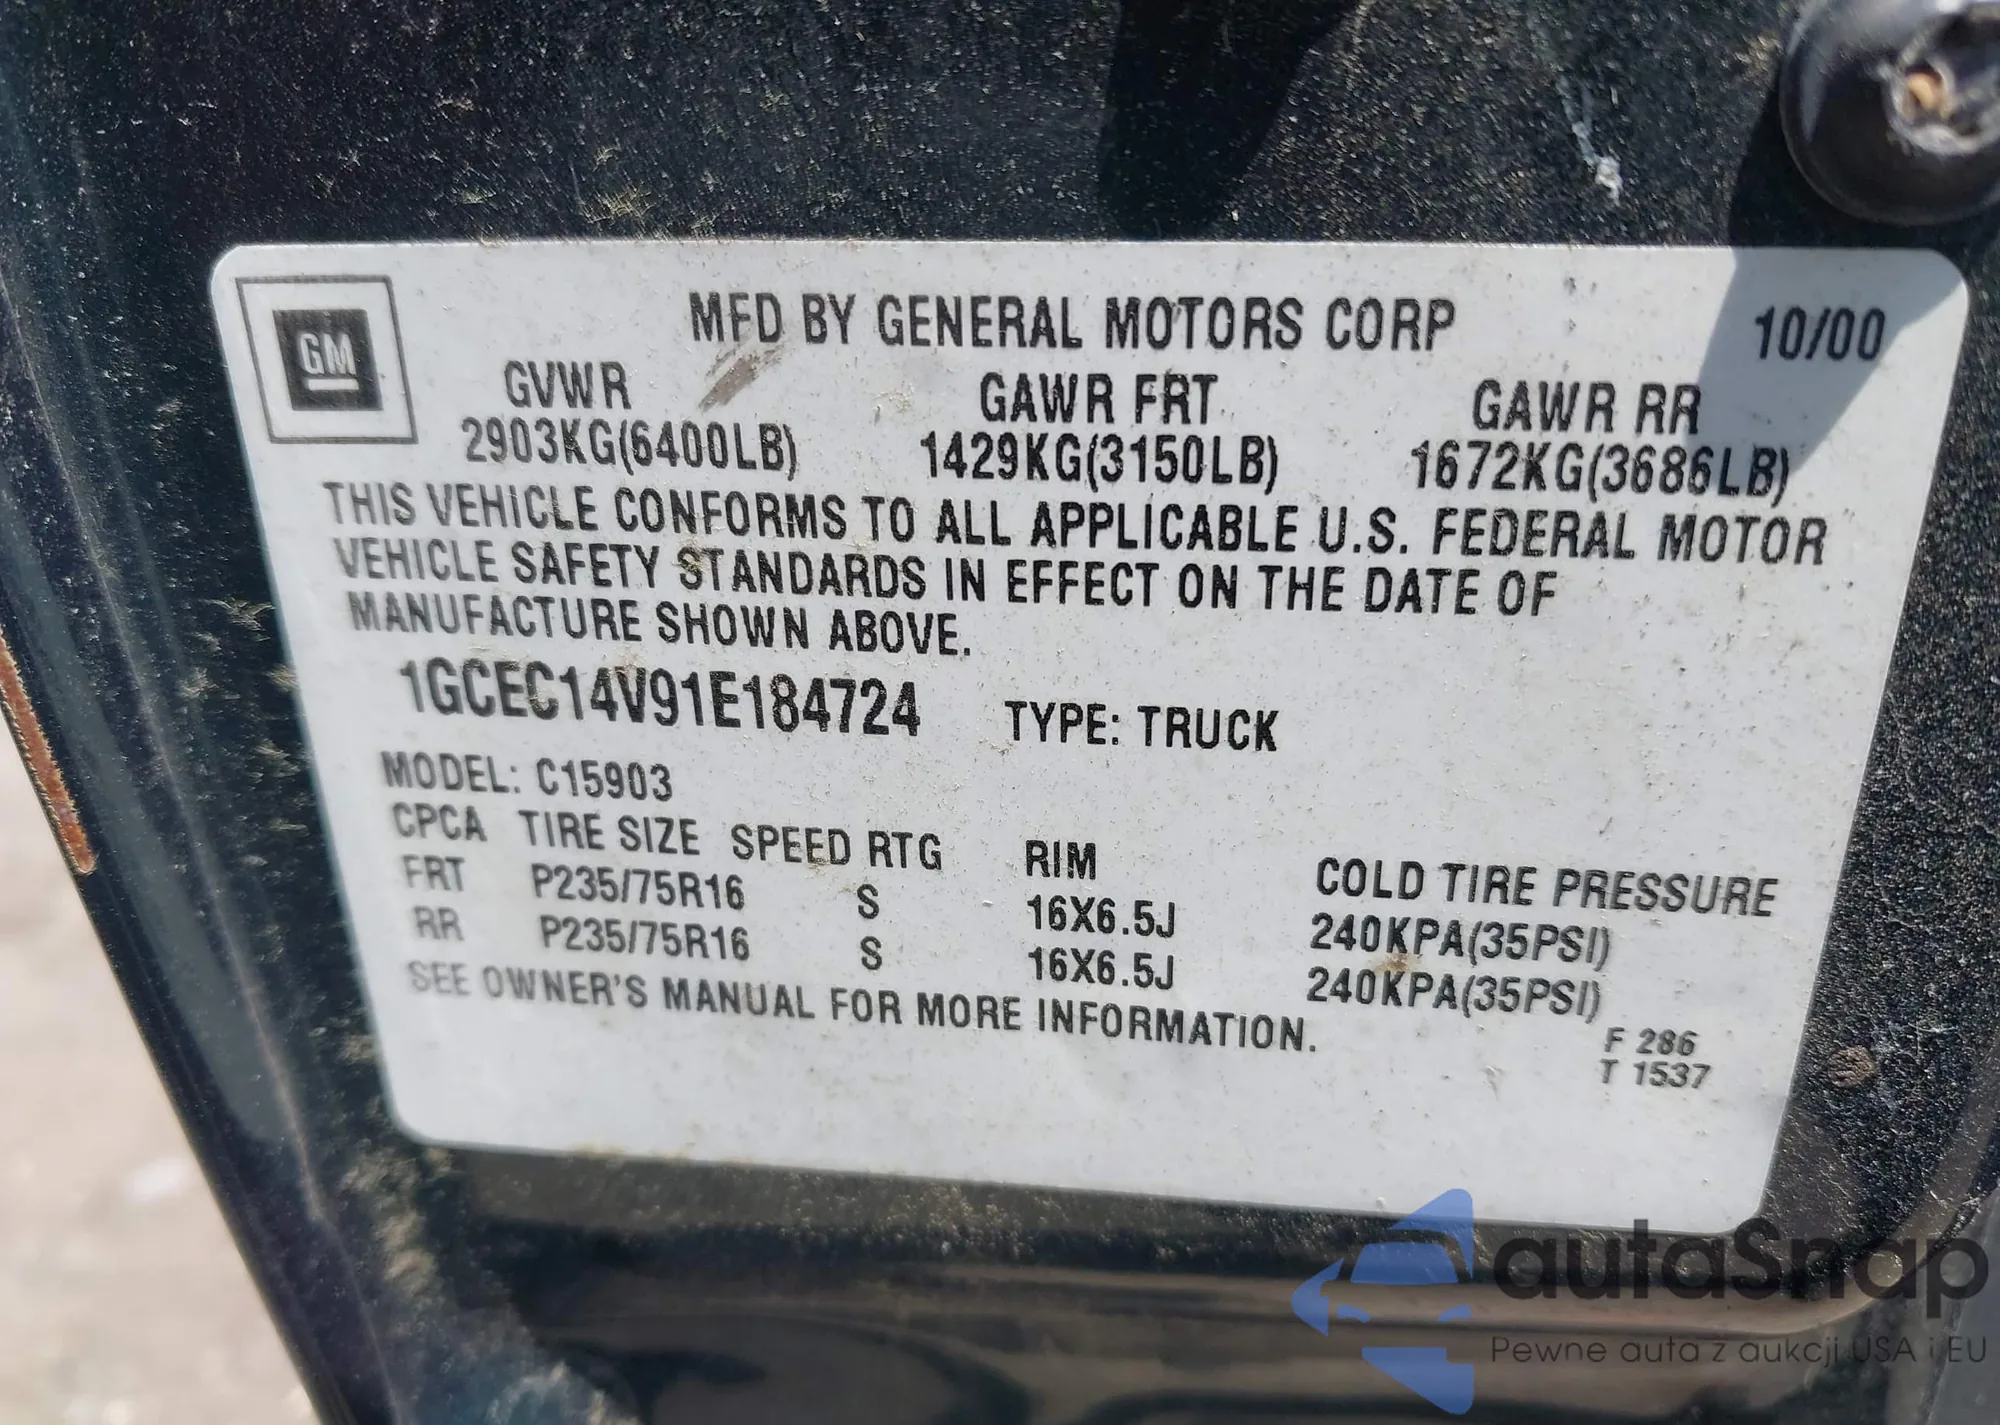 GM
MFD BY GENERAL MOTORS CORP 10/00
GVWR GAWR FRT GAWR RR
2903KG(6400LB) 1429KG(3150LB) 1672KG(3686LB)
THIS VEHICLE CONFORMS TO ALL APPLICABLE U.S. FEDERAL MOTOR
VEHICLE SAFETY STANDARDS IN EFFECT ON THE DATE OF
MANUFACTURE SHOWN ABOVE.
1GCEC14V91E184724 TYPE: TRUCK
MODEL: C15903
CPCA TIRE SIZE SPEED RTG RIM COLD TIRE PRESSURE
FRT P235/75R16 S 16X6.5J 240KPA(35PSI)
RR P235/75R16 S 16X6.5J 240KPA(35PSI)
SEE OWNER'S MANUAL FOR MORE INFORMATION.
F 286
T 1537
autaSnap
Pewne auta z aukcji USA i EU